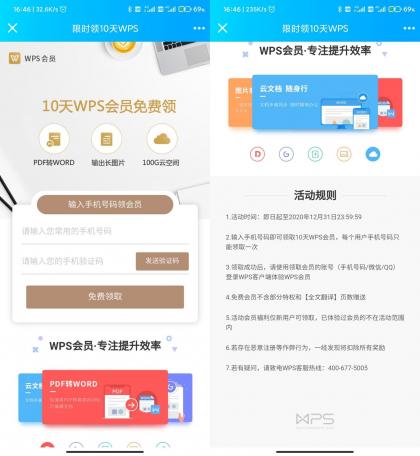 16:46 | 32.6K/s
69%
限时领10天WPS
WPS会员
10天WPS会员免费领
PDF转WORD
输出长图片
100G云空间
输入手机号码领会员
请输入您常用的手机号码
请输入您的手机验证码
发送验证码
免费领取
WPS会员·专注提升效率
云文档
PDF转WORD
16:46 | 235K/s
69%
限时领10天WPS
WPS会员·专注提升效率
云文档 随身行
活动规则
1.活动时间：即日起至2020年12月31日23:59:59
2.输入手机号码即可领取10天WPS会员，每个用户手机号码只
能领取一次
3.领取成功后，请使用领取会员的账号（手机号码/微信/QQ）
登录WPS客户端体验WPS会员
4.免费会员不含部分特权和【全文翻译】页数赠送
5.活动会员福利仅新用户可领取，已体验过会员的不在活动范围
内
6.若存在恶意注册等作弊行为，一经发现将扣除所有奖励
7.若有疑问，请致电WPS客服热线：400-677-5005
WPS